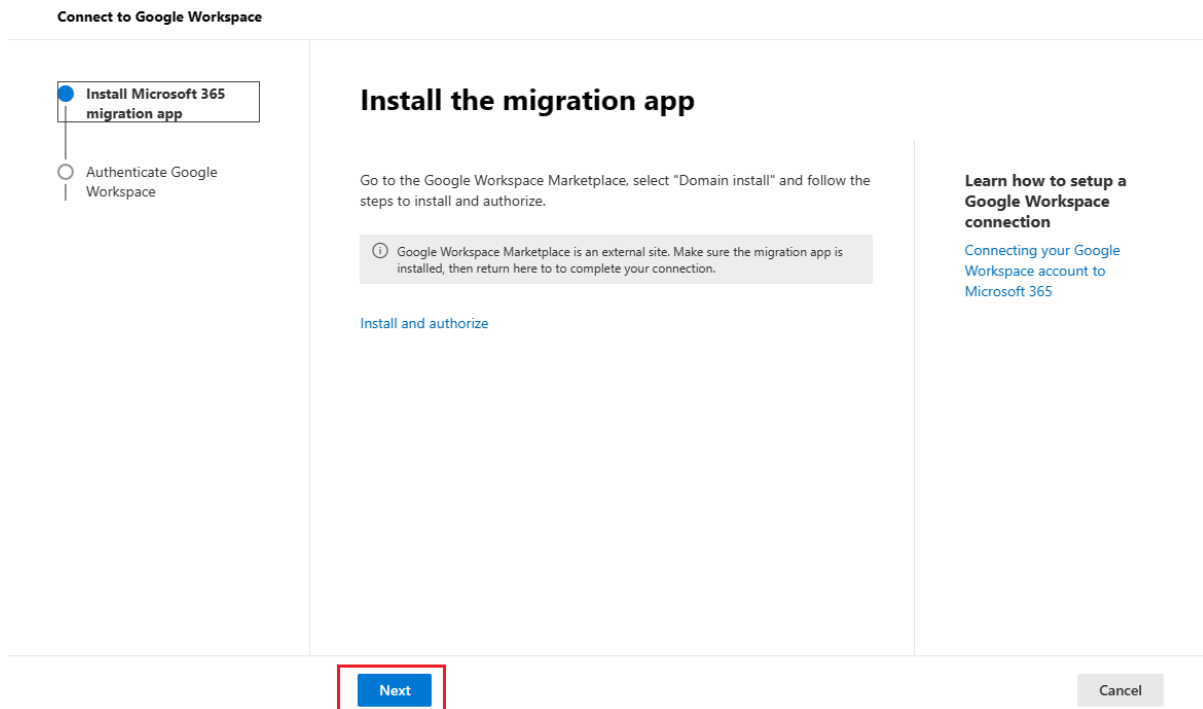 Connect to Google Workspace
Install Microsoft 365
migration app
Authenticate Google
Workspace
Install the migration app
Go to the Google Workspace Marketplace, select "Domain install" and follow the
steps to install and authorize.
Google Workspace Marketplace is an external site. Make sure the migration app is
installed, then return here to to complete your connection.
Install and authorize
Learn how to setup a
Google Workspace
connection
Connecting your Google
Workspace account to
Microsoft 365
Next
Cancel